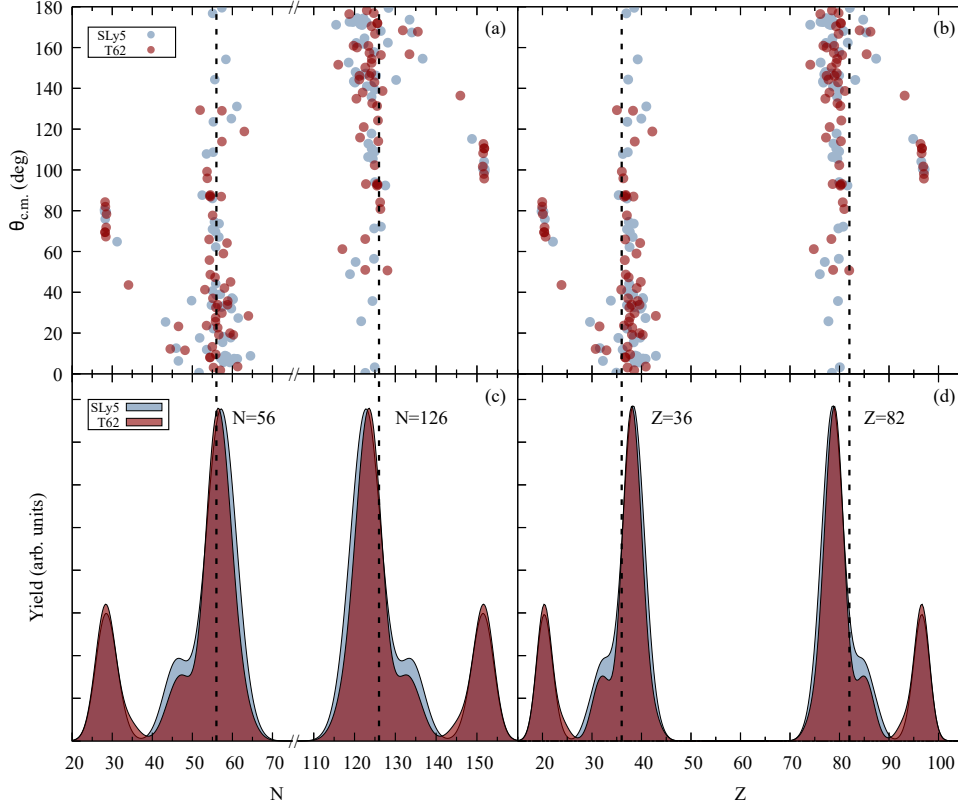 180
160
140
120
100
80
60
40
20
0
θc.m. (deg)
SLy5
T62
(a)
(b)
SLy5
T62
(c)
(d)
N=56
N=126
Z=36
Z=82
Yield (arb. units)
20 30 40 50 60 70 110 120 130 140 150
20 30 40 50 60 70 80 90 100
N
Z